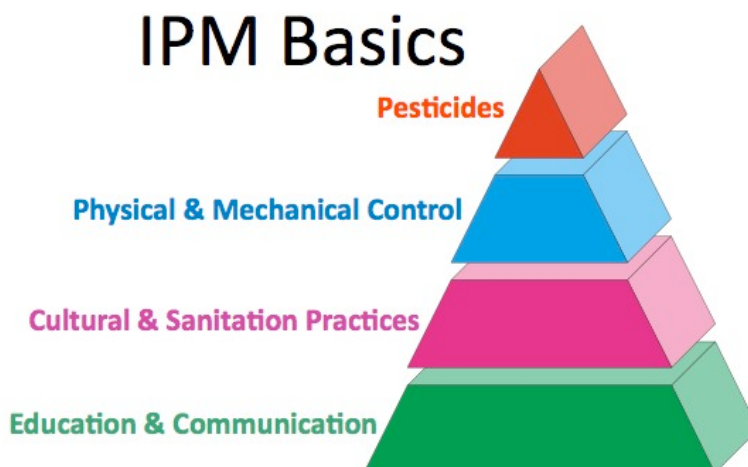 IPM Basics
Pesticides
Physical & Mechanical Control
Cultural & Sanitation Practices
Education & Communication